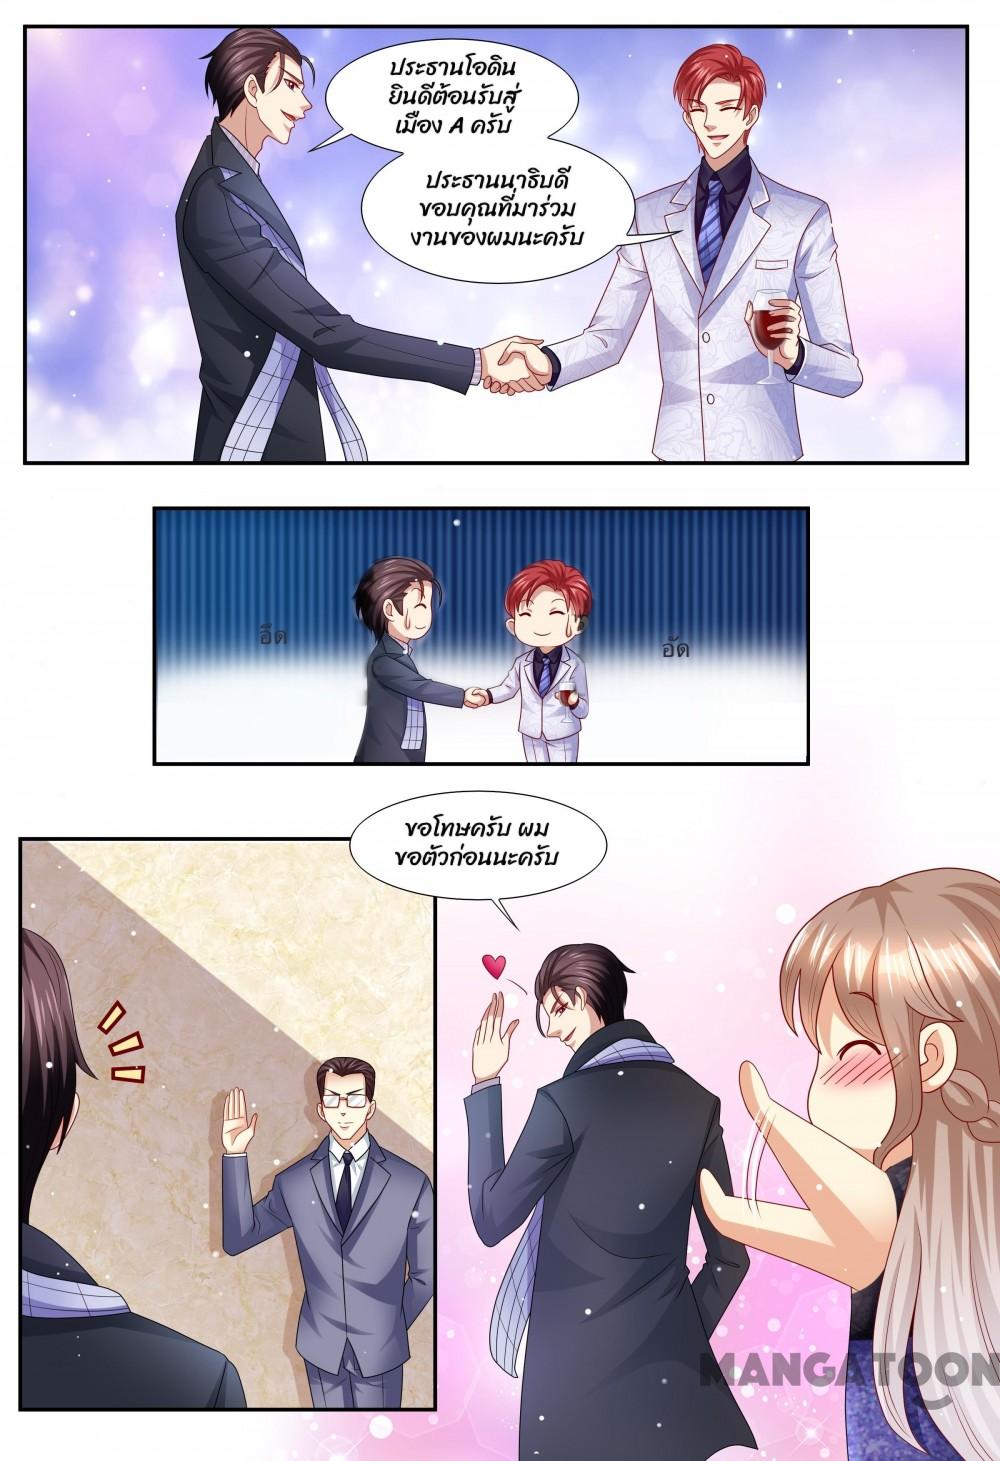 ประธานโอดิน
ยินดีต้อนรับสู่
เมือง A ครับ
ประธานนาธิบดี
ขอบคุณที่มาร่วม
งานของผมนะครับ
อึด
อัด
ขอโทษครับ ผม
ขอตัวก่อนนะครับ
MANGATOON